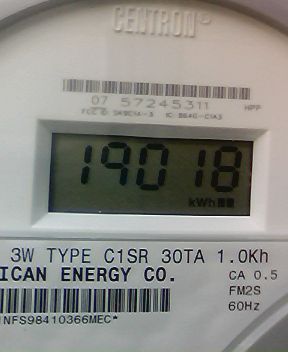 CENTRON
07 57245311 HPP
19018
kWh
3W TYPE C1SR 30TA 1.0Kh
ICAN ENERGY CO. CA 0.5
FM2S
60Hz
NFS98410366MEC*